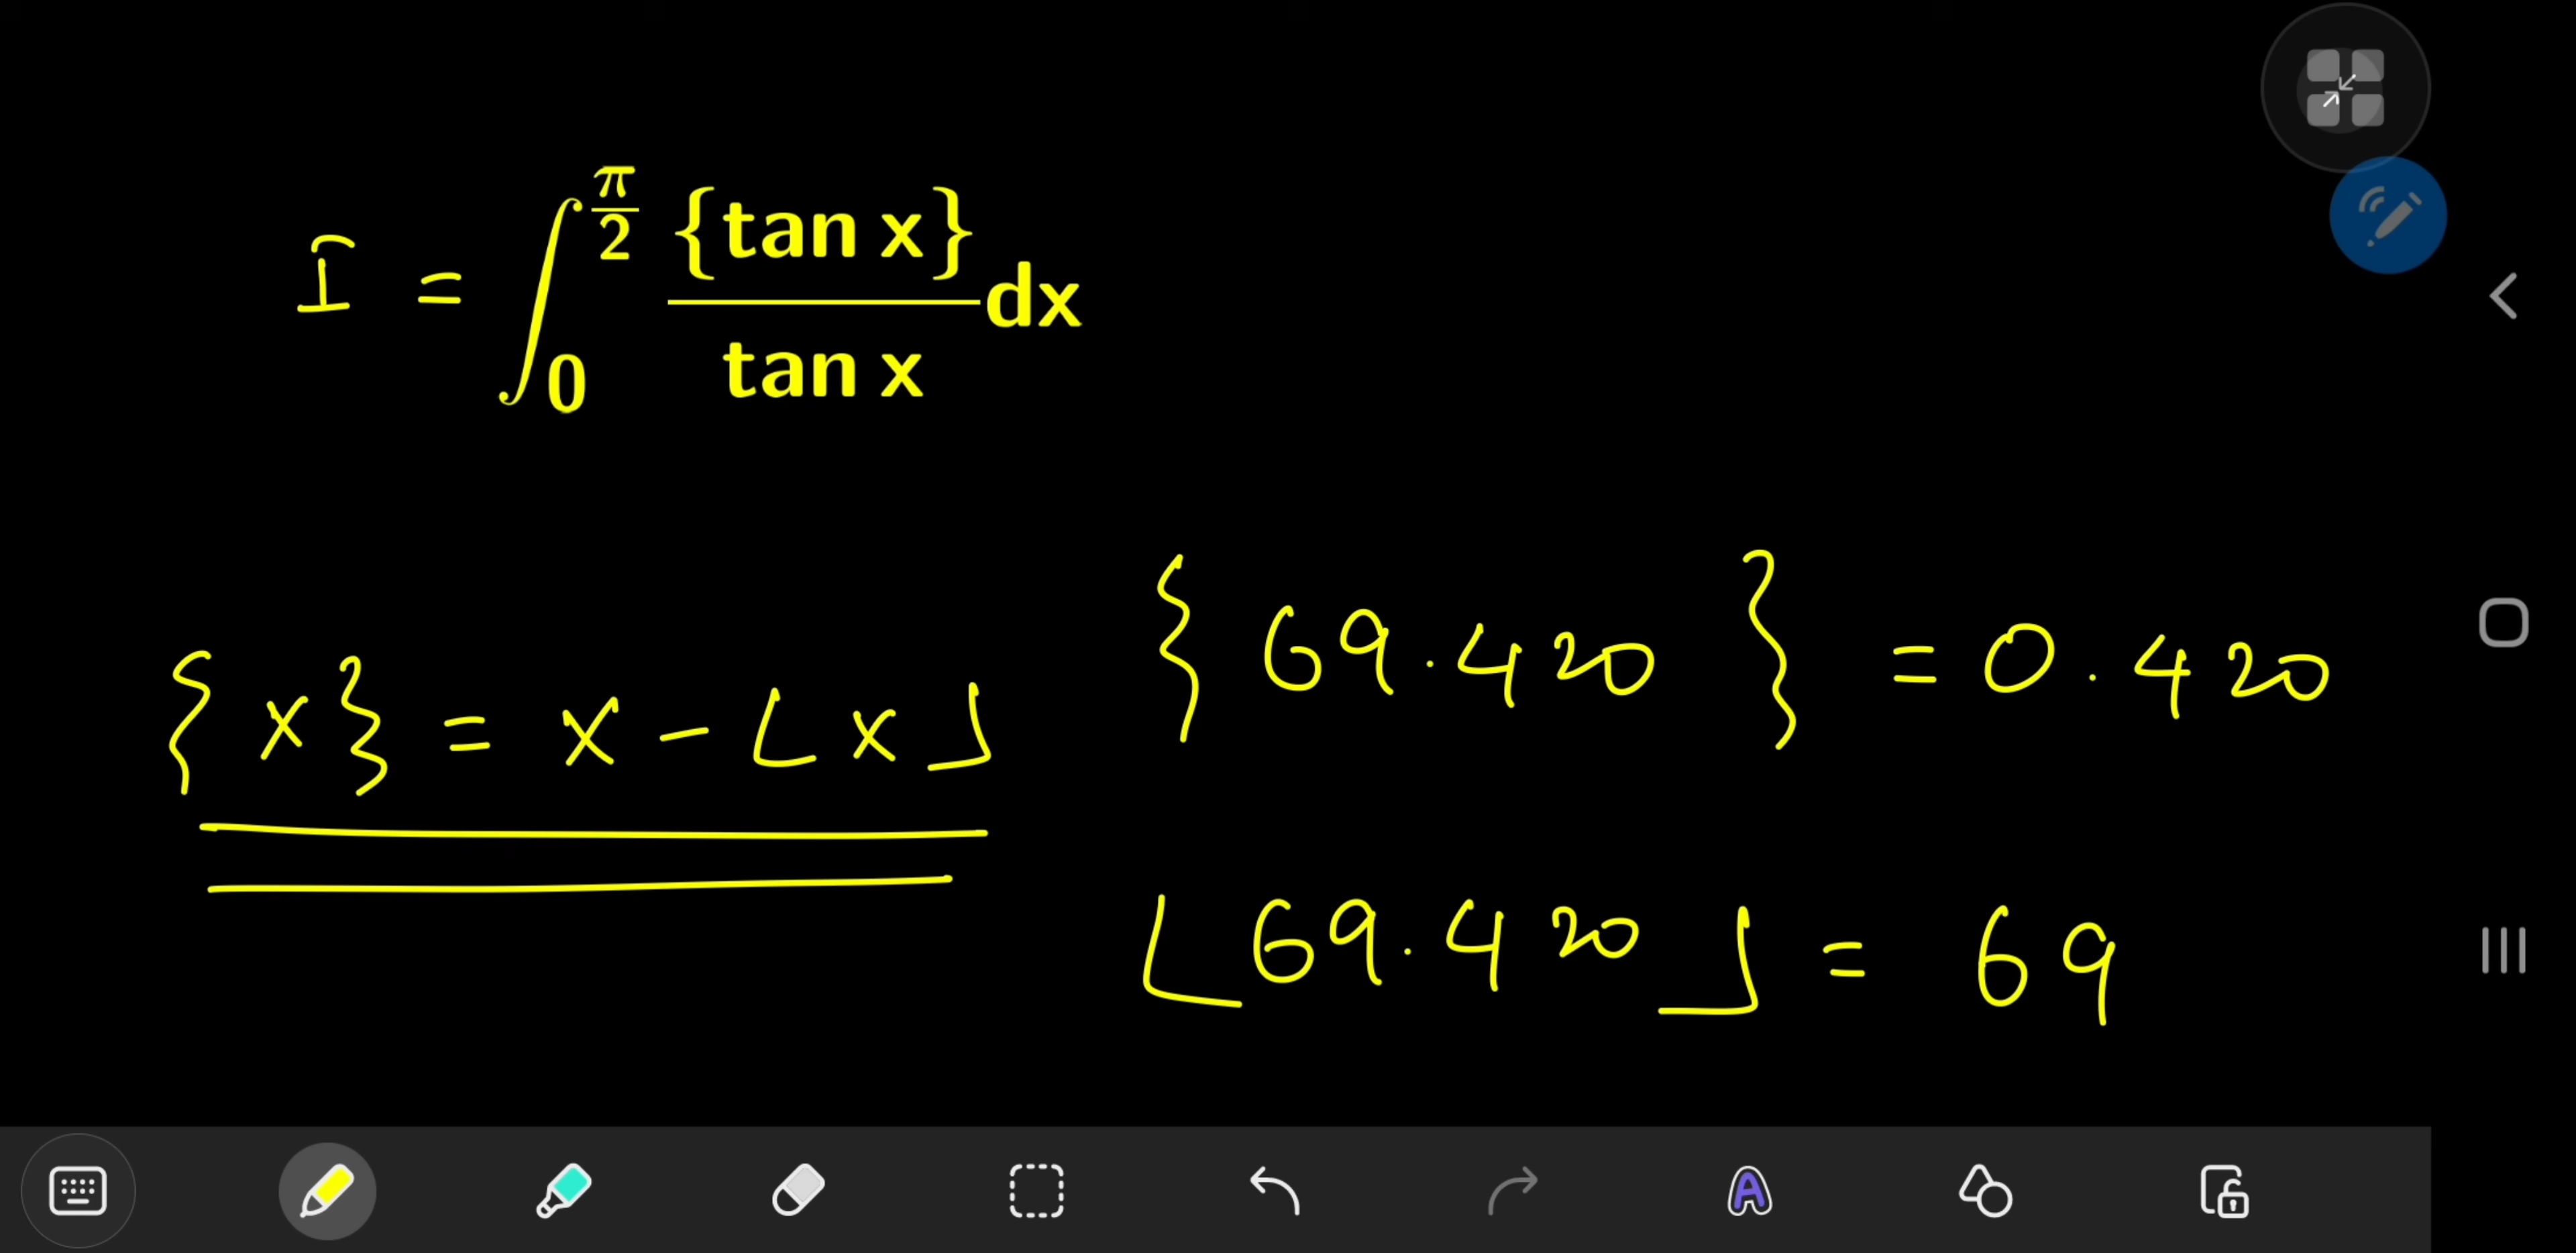 I = ∫₀^{π/2} {tan x} / tan x dx
{69.420} = 0.420
{x} = x - ⌊x⌋
⌊69.420⌋ = 69
A